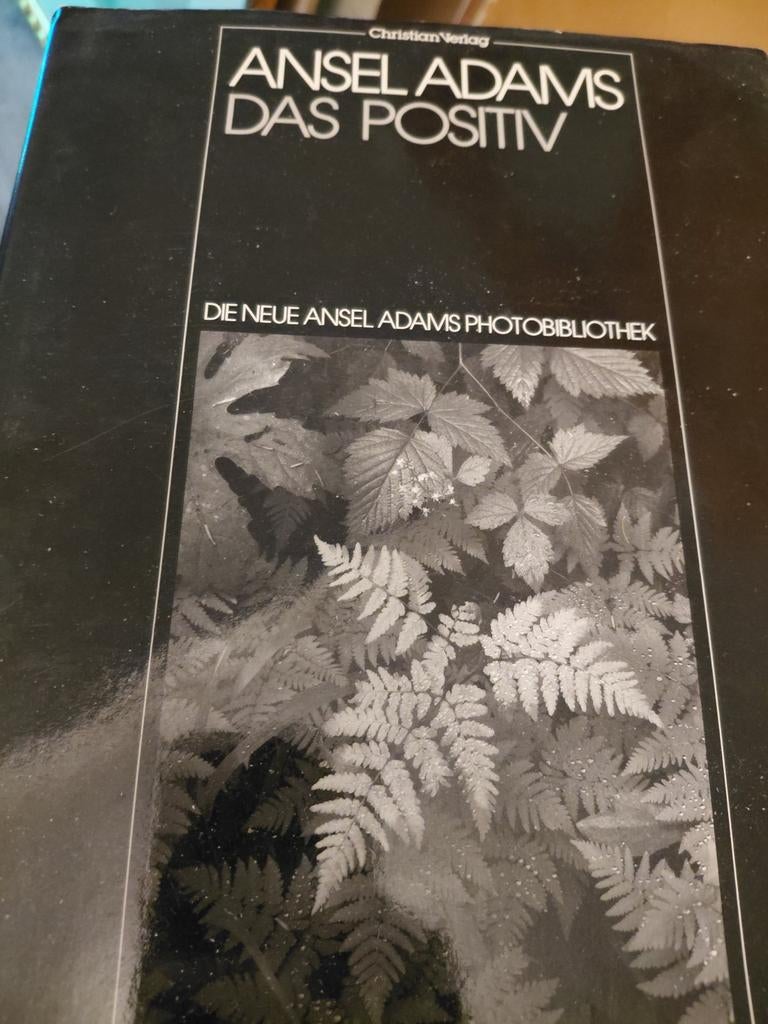 Christian Verlag
ANSEL ADAMS
DAS POSITIV
DIE NEUE ANSEL ADAMS PHOTOBIBLIOTHEK